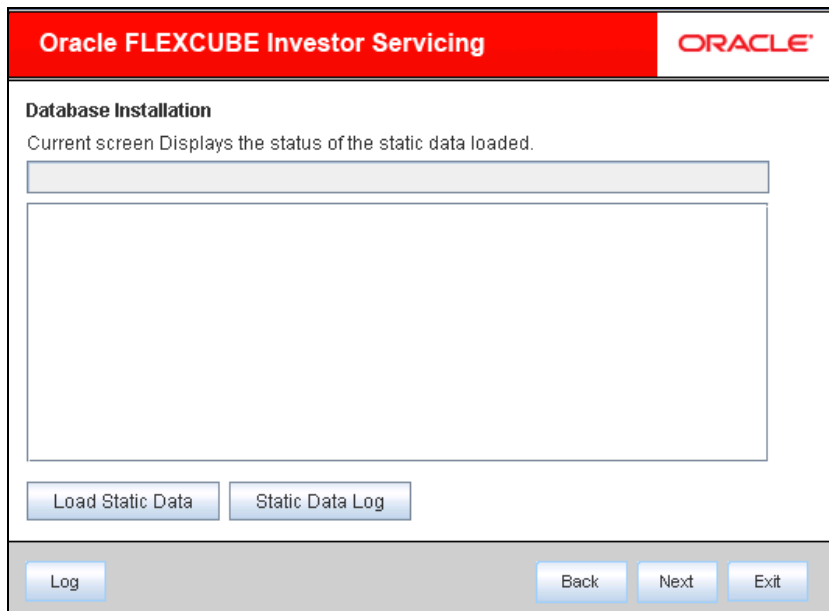 Oracle FLEXCUBE Investor Servicing
ORACLE
Database Installation
Current screen Displays the status of the static data loaded.
Load Static Data
Static Data Log
Log
Back
Next
Exit